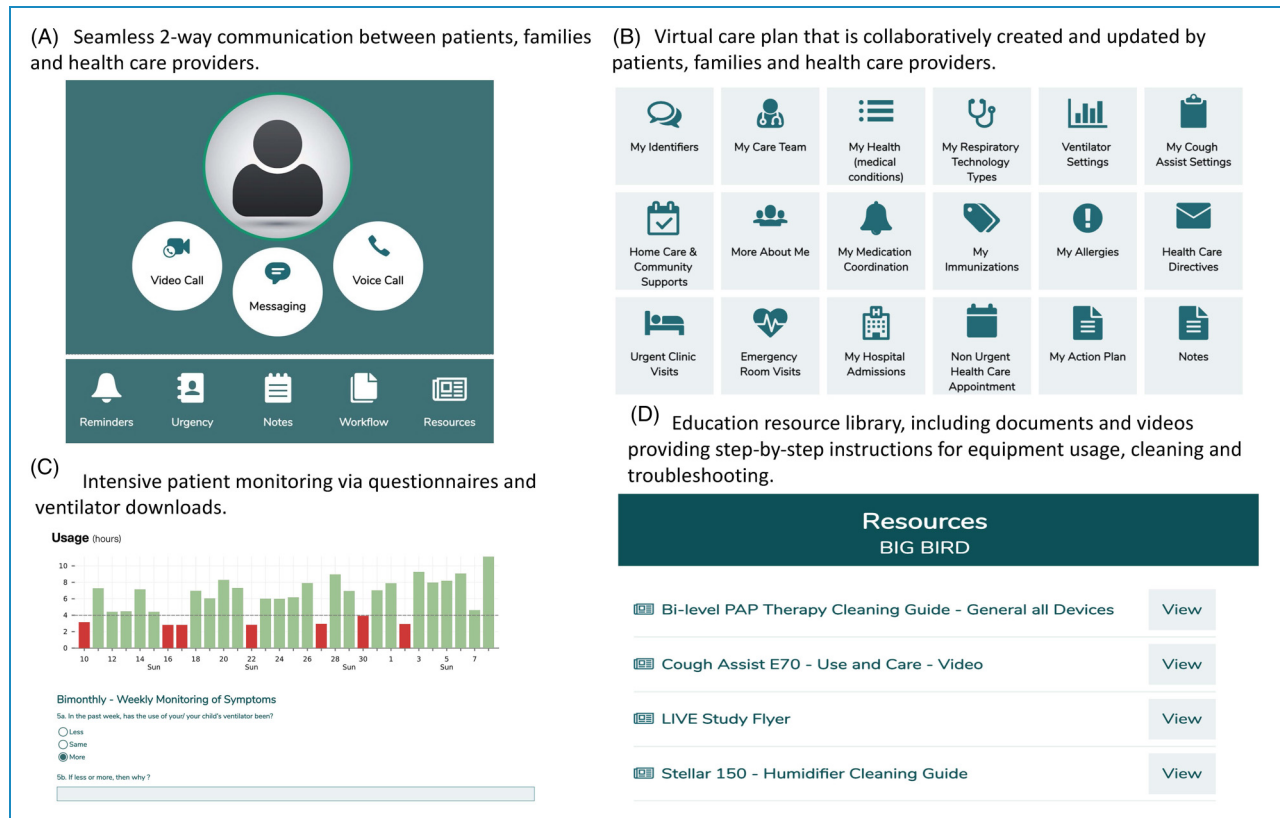 (A) Seamless 2-way communication between patients, families
and health care providers.
Video Call
Messaging
Voice Call
Reminders
Urgency
Notes
Workflow
Resources
(B) Virtual care plan that is collaboratively created and updated by
patients, families and health care providers.
My Identifiers
My Care Team
My Health
(medical
conditions)
My Respiratory
Technology
Types
Ventilator
Settings
My Cough
Assist Settings
Home Care &
Community
Supports
More About Me
My Medication
Coordination
My
Immunizations
My Allergies
Health Care
Directives
Urgent Clinic
Visits
Emergency
Room Visits
H
My Hospital
Admissions
Non Urgent
Health Care
Appointment
My Action Plan
Notes
(C) Intensive patient monitoring via questionnaires and
ventilator downloads.
Usage (hours)
10
8
6
4
2
0
10 12 14 16 18 20 22 24 26 28 30 1 3 5 7
Sun Sun Sun Sun
Bimonthly - Weekly Monitoring of Symptoms
5a. In the past week, has the use of your/ your child's ventilator been?
Less
Same
More
5b. If less or more, then why ?
(D) Education resource library, including documents and videos
providing step-by-step instructions for equipment usage, cleaning and
troubleshooting.
Resources
BIG BIRD
Bi-level PAP Therapy Cleaning Guide - General all Devices View
Cough Assist E70 - Use and Care - Video View
LIVE Study Flyer View
Stellar 150 - Humidifier Cleaning Guide View